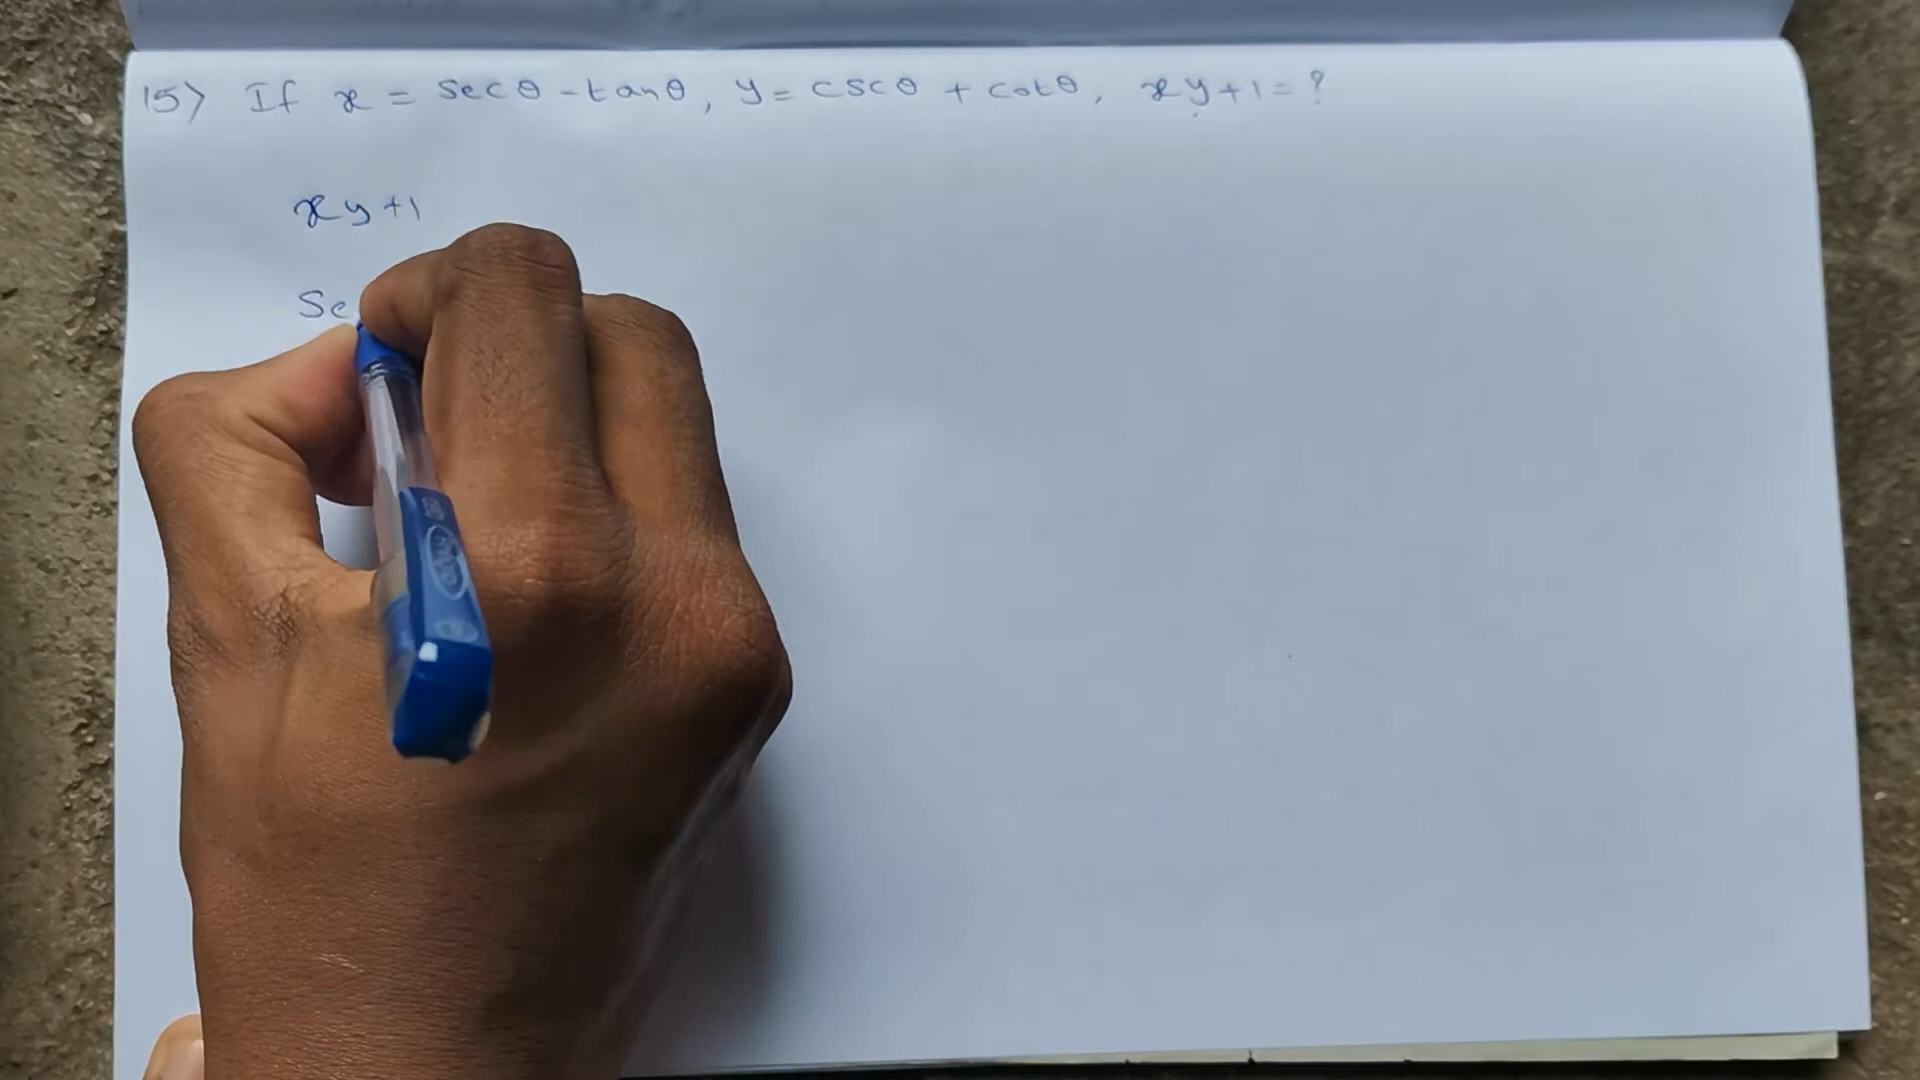 15) If x = secθ - tanθ, y = cscθ + cotθ, xy+1 = ?
xy+1
Se